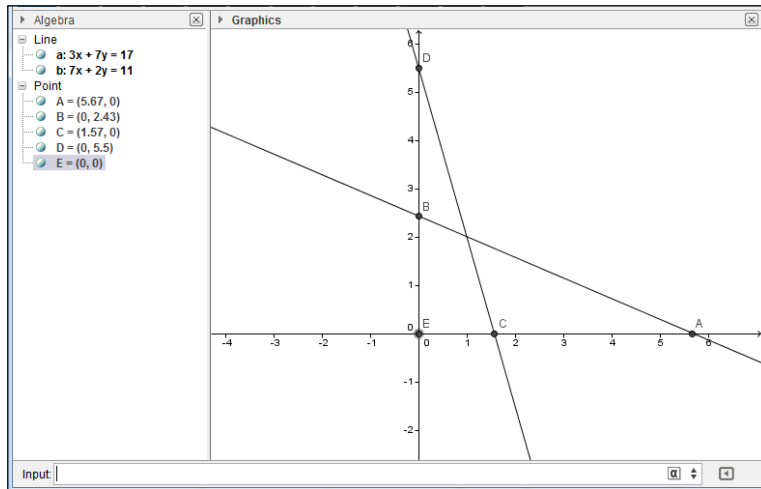 Algebra
Line
a: 3x + 7y = 17
b: 7x + 2y = 11
Point
A = (5.67, 0)
B = (0, 2.43)
C = (1.57, 0)
D = (0, 5.5)
E = (0, 0)
Graphics
6
D
5
4
3
B
2
1
0
E
C
A
-4
-3
-2
-1
0
1
2
3
4
5
6
-1
-2
Input:
α